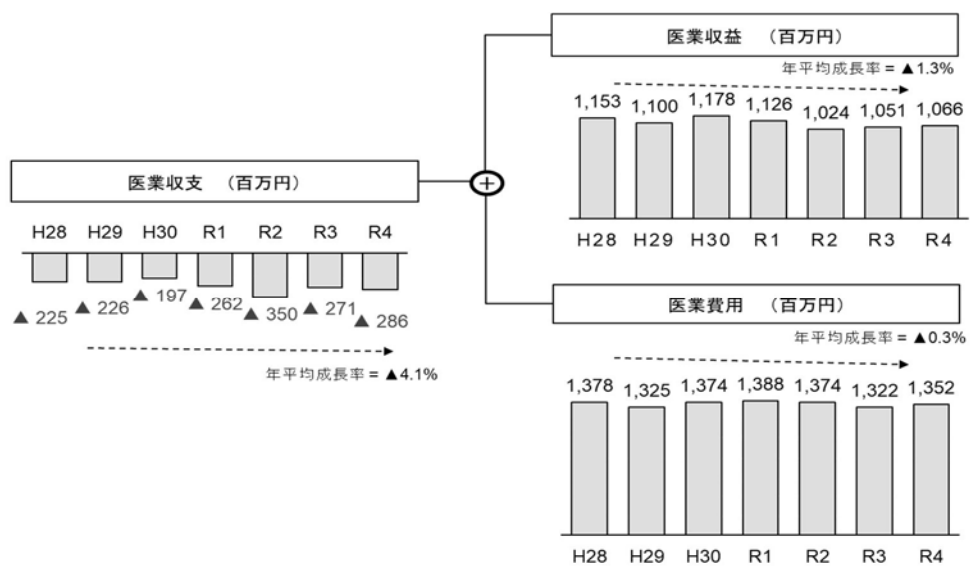 医業収益 (百万円)
年平均成長率 = ▲1.3%
1,153 1,100 1,178 1,126 1,024 1,051 1,066
H28 H29 H30 R1 R2 R3 R4
医業収支 (百万円)
+
H28 H29 H30 R1 R2 R3 R4
▲ 225 ▲ 226 ▲ 197 ▲ 262 ▲ 350 ▲ 271 ▲ 286
年平均成長率 = ▲4.1%
医業費用 (百万円)
年平均成長率 = ▲0.3%
1,378 1,325 1,374 1,388 1,374 1,322 1,352
H28 H29 H30 R1 R2 R3 R4